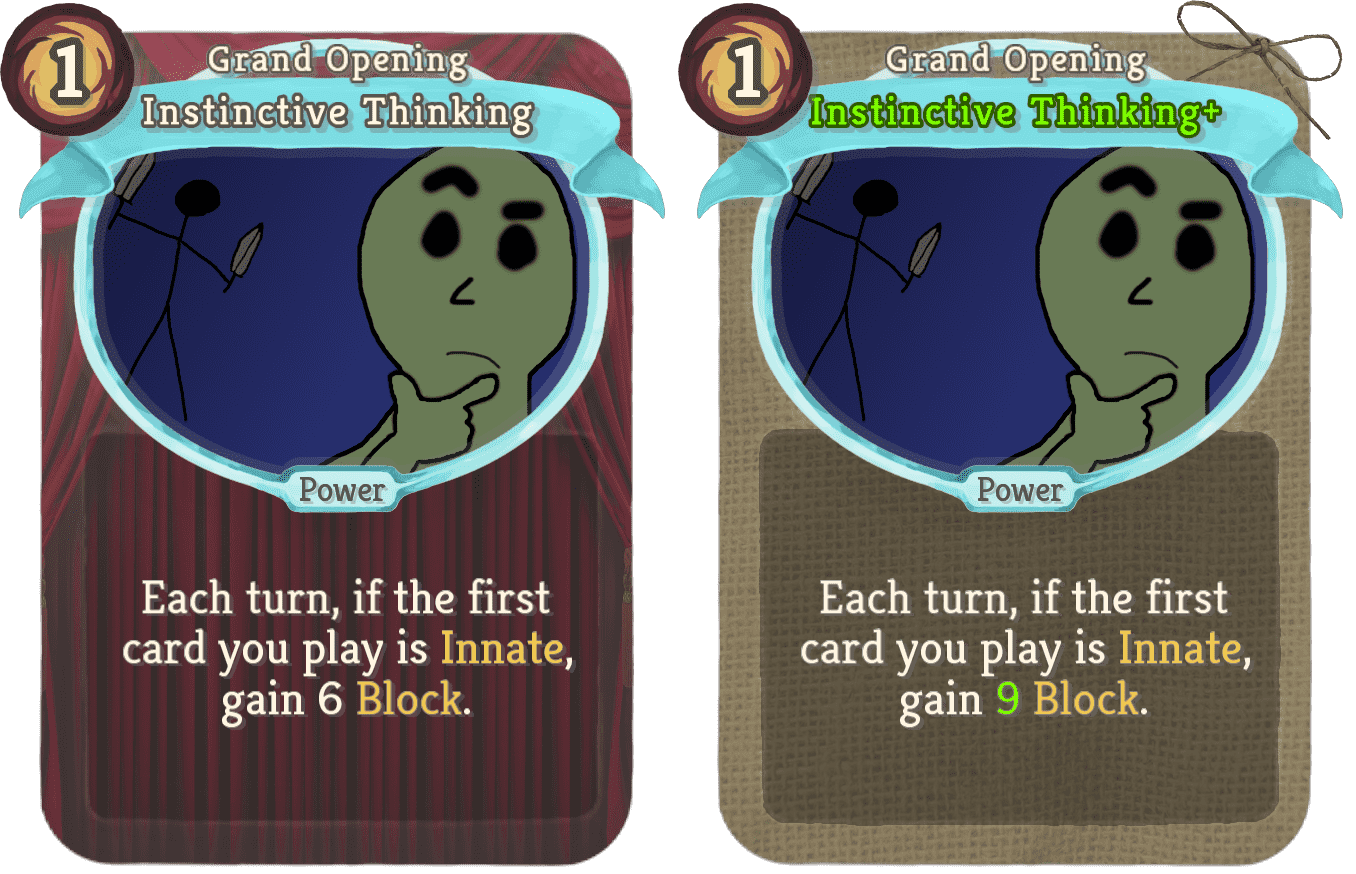 1
Grand Opening
Instinctive Thinking
Power
Each turn, if the first
card you play is Innate,
gain 6 Block.
1
Grand Opening
Instinctive Thinking+
Power
Each turn, if the first
card you play is Innate,
gain 9 Block.